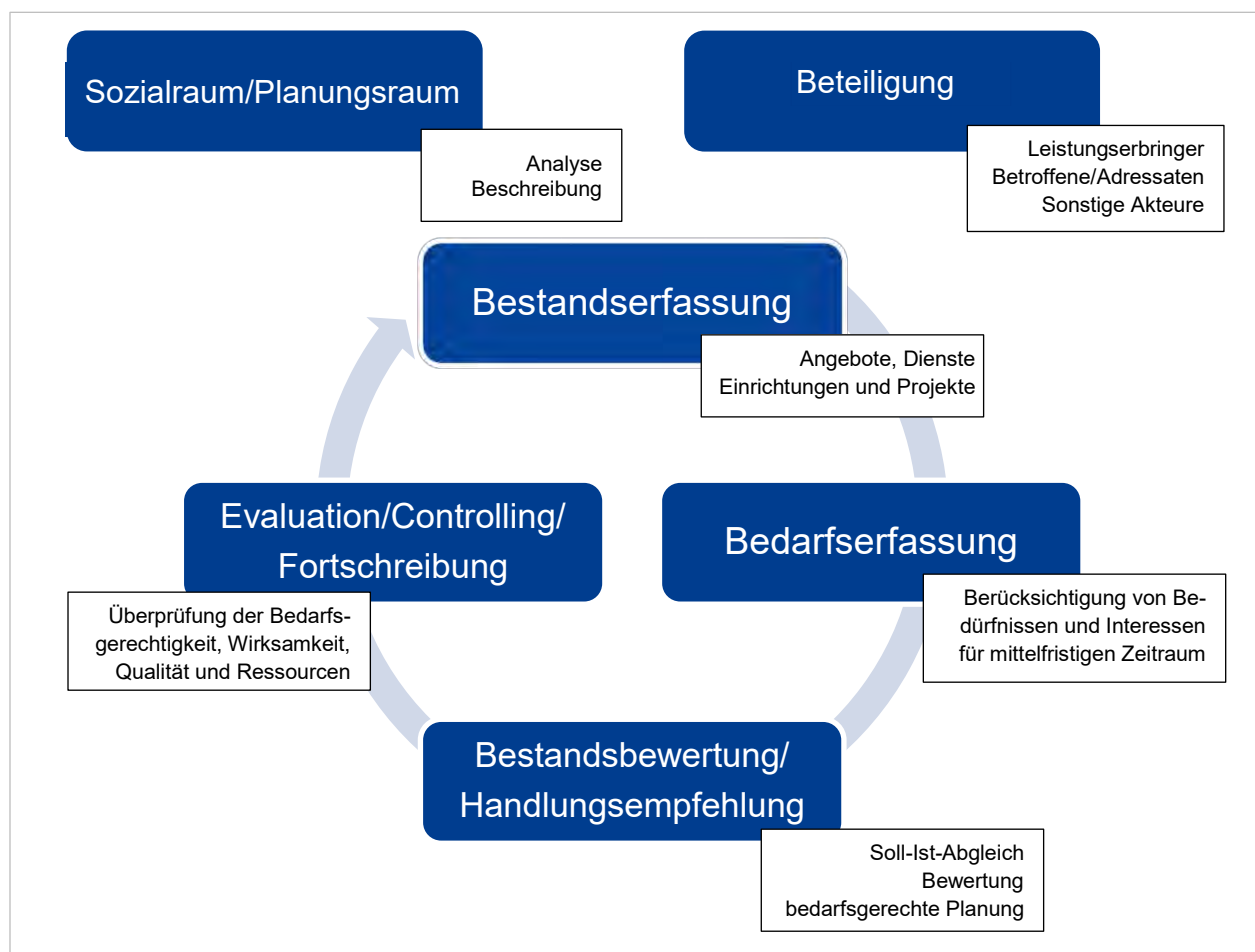 Sozialraum/Planungsraum
Analyse
Beschreibung
Beteiligung
Leistungserbringer
Betroffene/Adressaten
Sonstige Akteure
Bestandserfassung
Angebote, Dienste
Einrichtungen und Projekte
Bedarfserfassung
Berücksichtigung von Be-
dürfnissen und Interessen
für mittelfristigen Zeitraum
Bestandsbewertung/
Handlungsempfehlung
Soll-Ist-Abgleich
Bewertung
bedarfsgerechte Planung
Evaluation/Controlling/
Fortschreibung
Überprüfung der Bedarfs-
gerechtigkeit, Wirksamkeit,
Qualität und Ressourcen